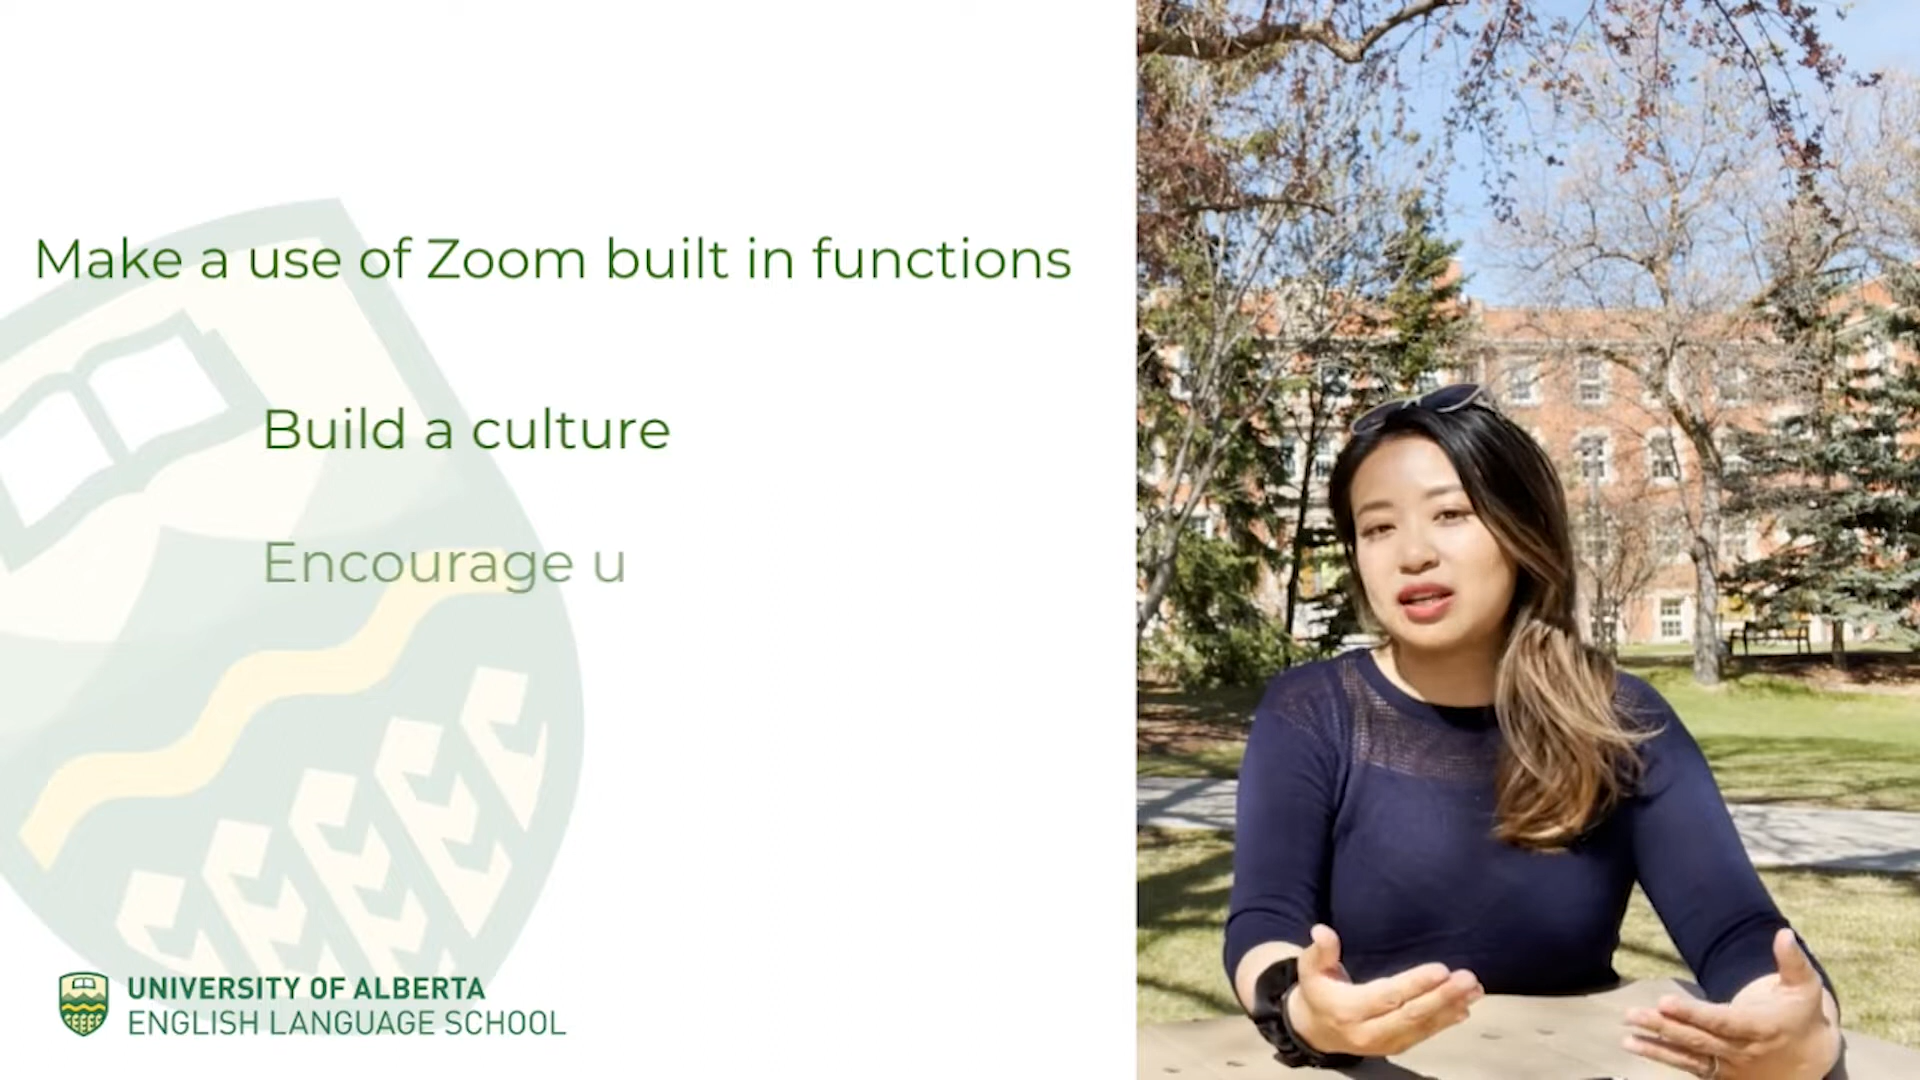 Make a use of Zoom built in functions
Build a culture
Encourage u
UNIVERSITY OF ALBERTA
ENGLISH LANGUAGE SCHOOL